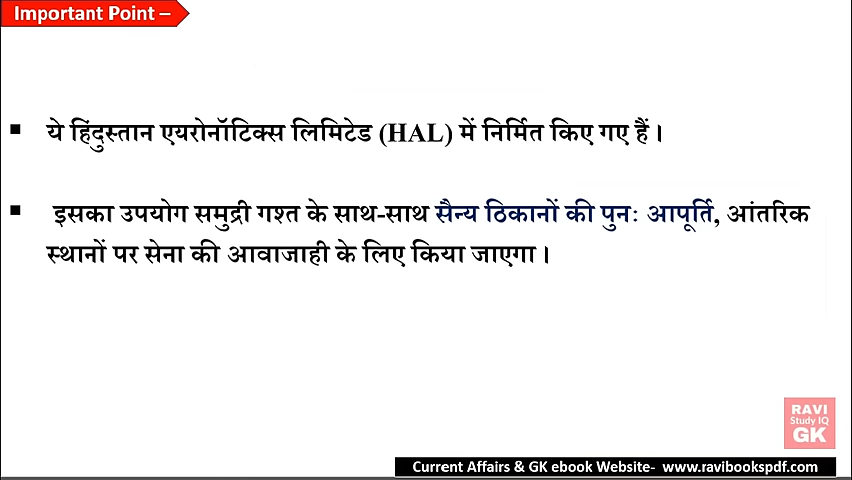 Important Point –
▪ ये हिंदुस्तान एयरोनॉटिक्स लिमिटेड (HAL) में निर्मित किए गए हैं।
▪ इसका उपयोग समुद्री गश्त के साथ-साथ सैन्य ठिकानों की पुनः आपूर्ति, आंतरिक
स्थानों पर सेना की आवाजाही के लिए किया जाएगा।
RAVI
Study IQ
GK
Current Affairs & GK ebook Website- www.ravibookspdf.com